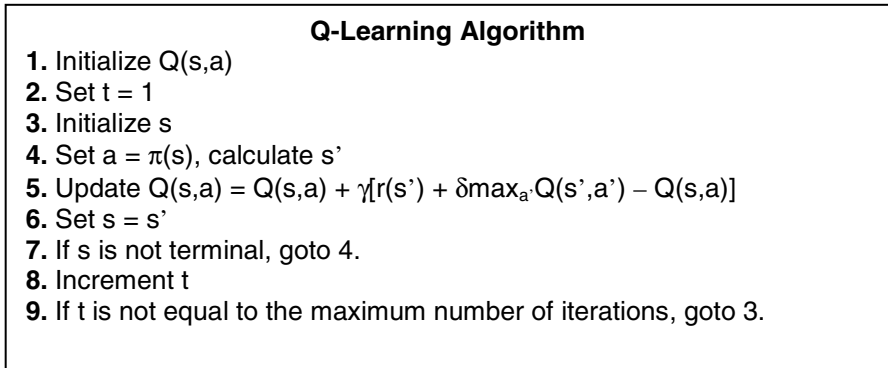 Q-Learning Algorithm
1. Initialize Q(s,a)
2. Set t = 1
3. Initialize s
4. Set a = π(s), calculate s’
5. Update Q(s,a) = Q(s,a) + γ[r(s’) + δmaxₐ’Q(s’,a’) – Q(s,a)]
6. Set s = s’
7. If s is not terminal, goto 4.
8. Increment t
9. If t is not equal to the maximum number of iterations, goto 3.